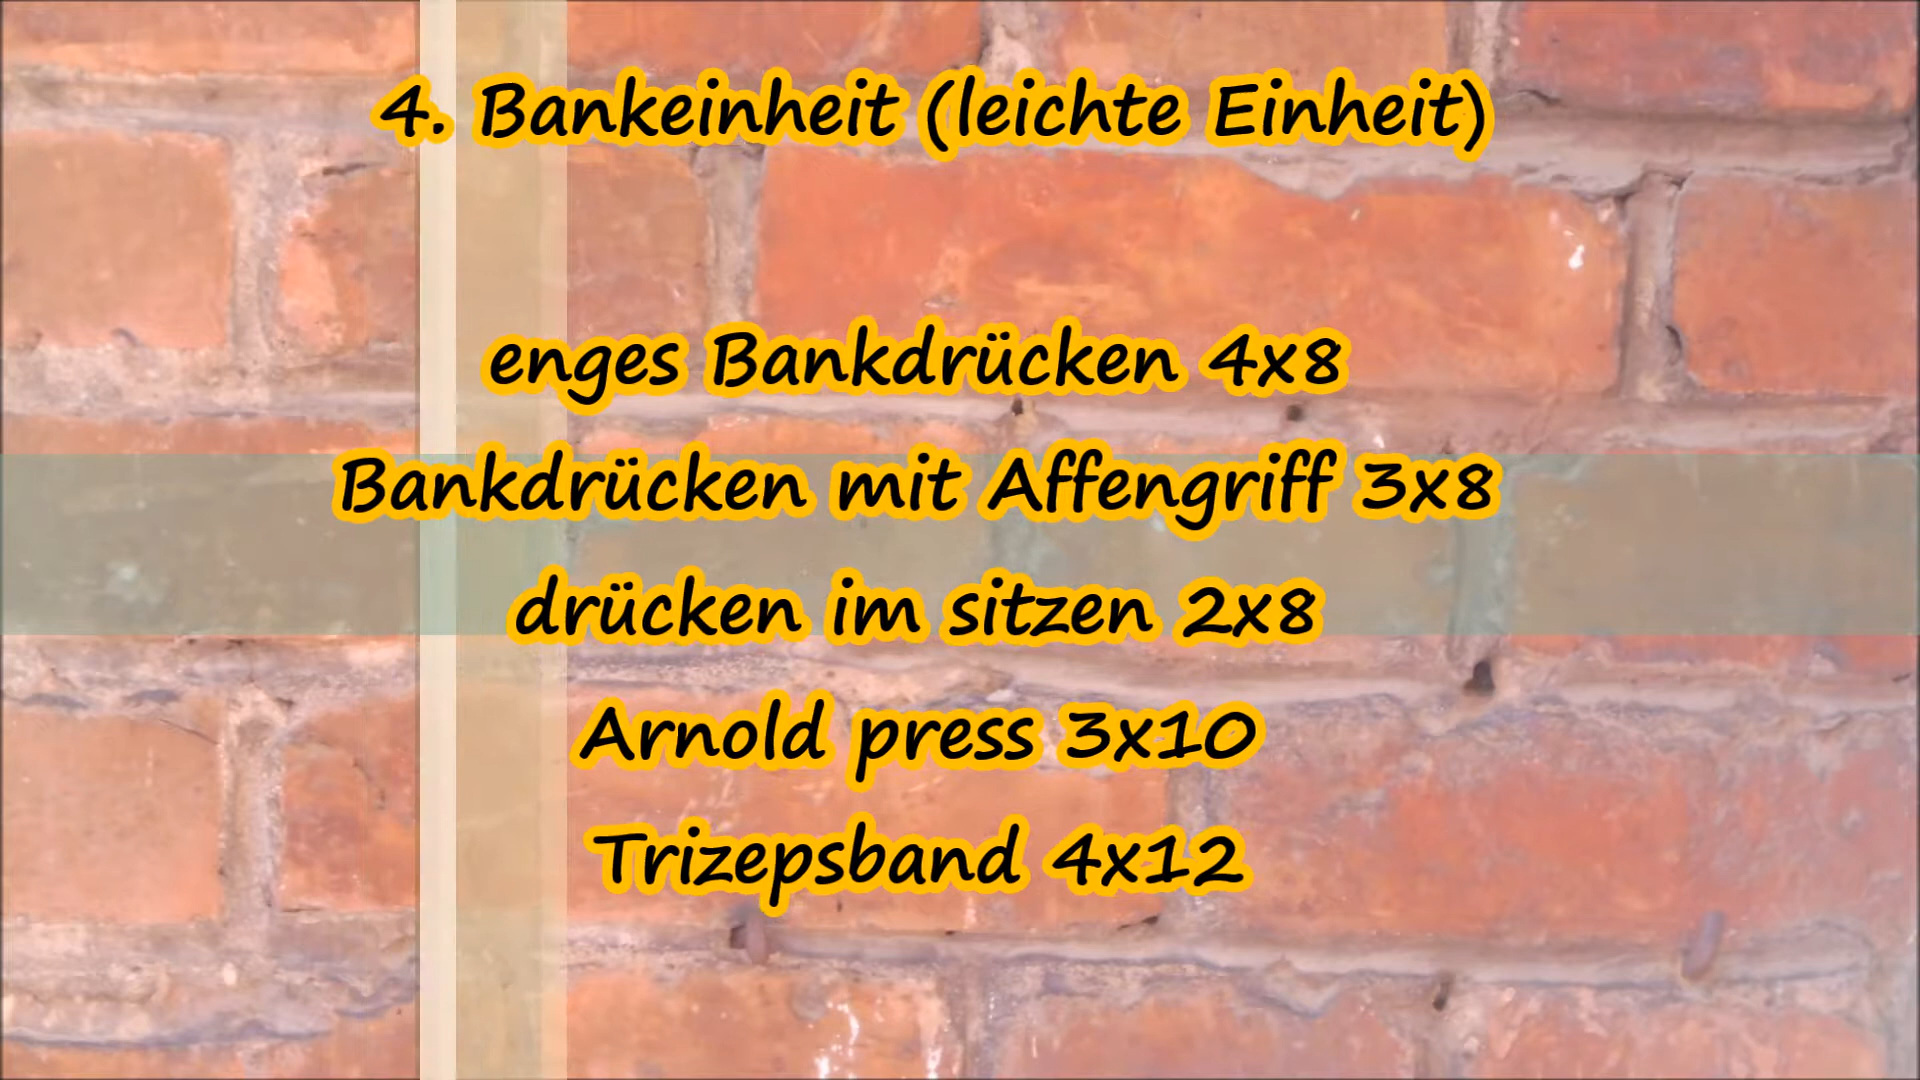 4. Bankeinheit (leichte Einheit)
enges Bankdrücken 4x8
Bankdrücken mit Affengriff 3x8
drücken im sitzen 2x8
Arnold press 3x10
Trizepsband 4x12